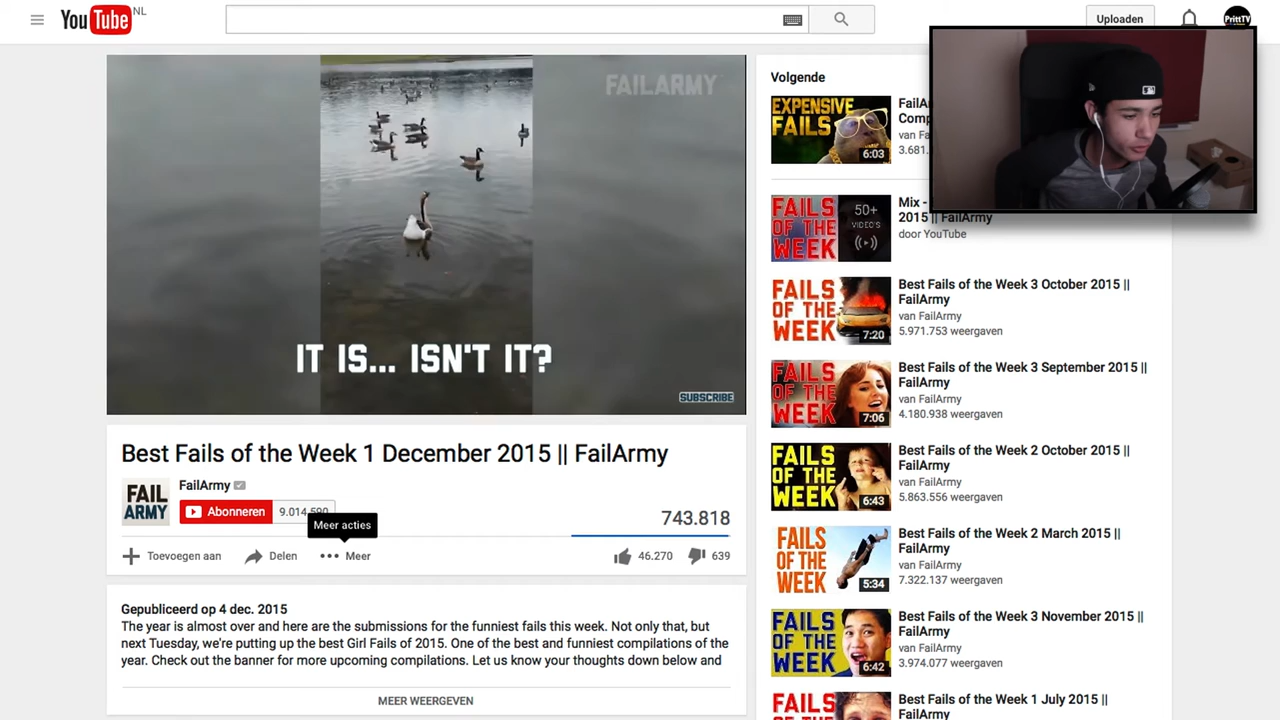 YouTube NL
Uploaden
PrittTV
FAILARMY
IT IS... ISN'T IT?
SUBSCRIBE
Best Fails of the Week 1 December 2015 || FailArmy
FAIL
ARMY
FailArmy
Abonneren
9.014.590
Meer acties
743.818
Toevoegen aan
Delen
Meer
46.270
639
Gepubliceerd op 4 dec. 2015
The year is almost over and here are the submissions for the funniest fails this week. Not only that, but
next Tuesday, we're putting up the best Girl Fails of 2015. One of the best and funniest compilations of the
year. Check out the banner for more upcoming compilations. Let us know your thoughts down below and
MEER WEERGEVEN
Volgende
EXPENSIVE
FAILS
6:03
Comp
van Fa
3.681.
FAILS
OF THE
WEEK
50+
VIDEO'S
Mix -
2015 || FailArmy
door YouTube
FAILS
OF THE
WEEK
7:20
Best Fails of the Week 3 October 2015 ||
FailArmy
van FailArmy
5.971.753 weergaven
FAILS
OF THE
WEEK
7:06
Best Fails of the Week 3 September 2015 ||
FailArmy
van FailArmy
4.180.938 weergaven
FAILS
OF THE
WEEK
6:43
Best Fails of the Week 2 October 2015 ||
FailArmy
van FailArmy
5.863.556 weergaven
FAILS
OF THE
WEEK
5:34
Best Fails of the Week 2 March 2015 ||
FailArmy
van FailArmy
7.322.137 weergaven
FAILS
OF THE
WEEK
6:42
Best Fails of the Week 3 November 2015 ||
FailArmy
van FailArmy
3.974.077 weergaven
FAILS
Best Fails of the Week 1 July 2015 ||
FailArmy